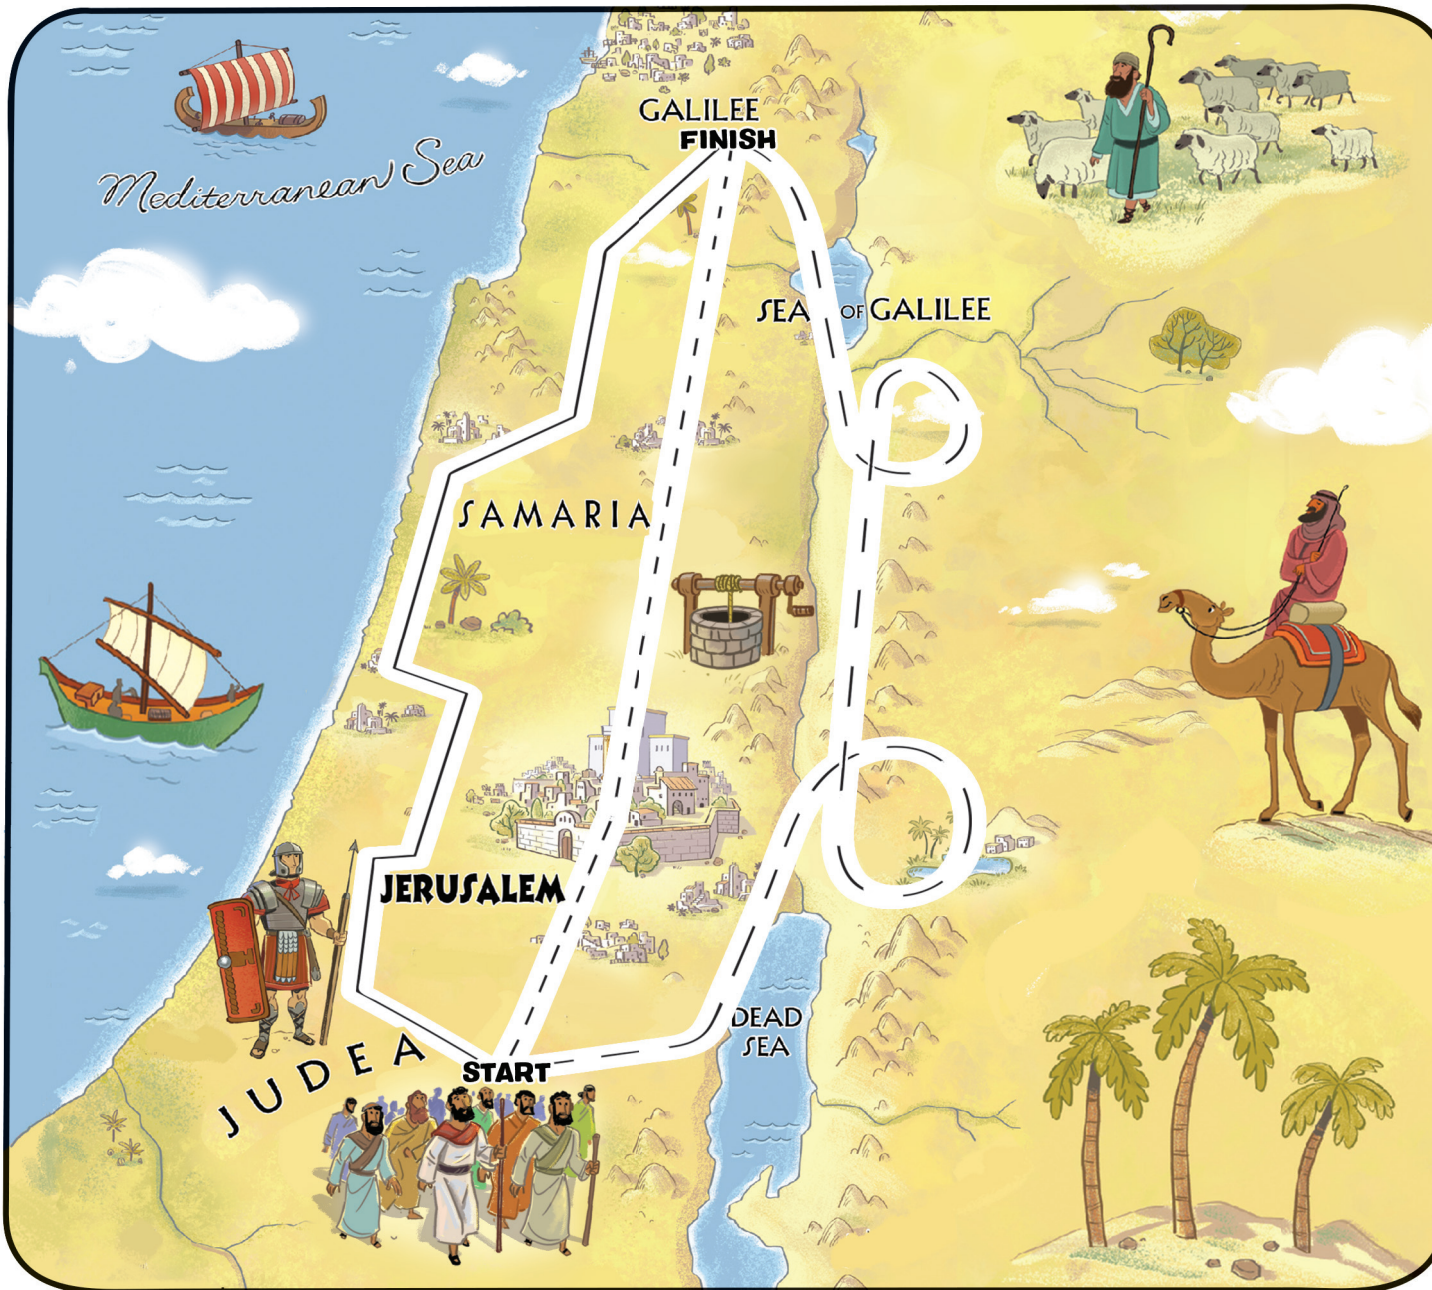 GALILEE
FINISH
Mediterranean Sea
SEA OF GALILEE
SAMARIA
JERUSALEM
DEAD
SEA
JUDEA
START